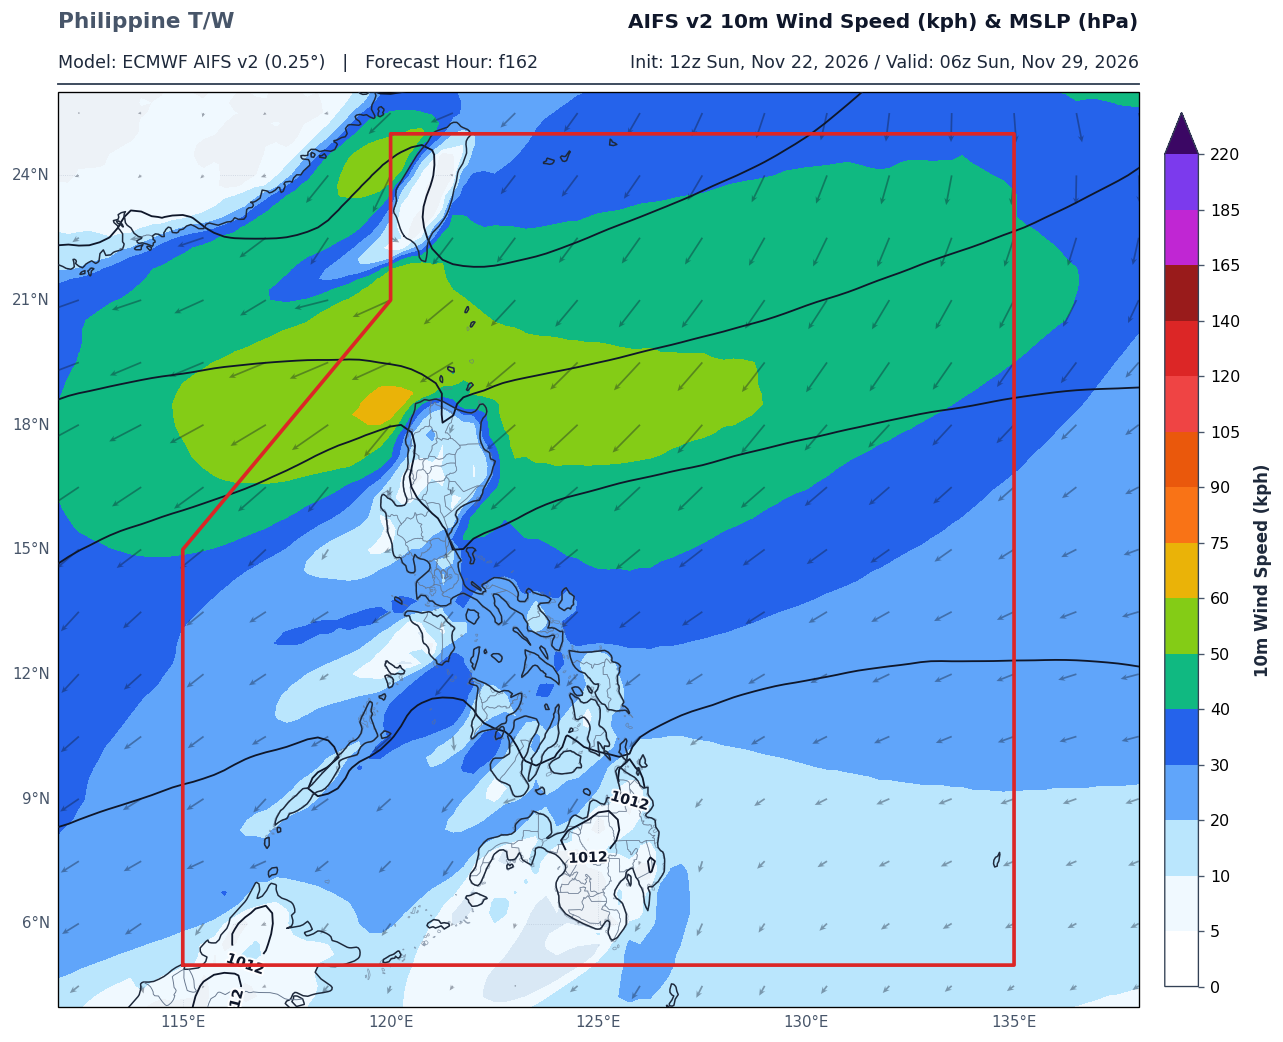 Philippine T/W
AIFS v2 10m Wind Speed (kph) & MSLP (hPa)
Model: ECMWF AIFS v2 (0.25°) | Forecast Hour: f162
Init: 12z Sun, Nov 22, 2026 / Valid: 06z Sun, Nov 29, 2026
24°N
21°N
18°N
15°N
12°N
9°N
6°N
115°E
120°E
125°E
130°E
135°E
1012
1012
1012
12
220
185
165
140
120
105
90
75
60
50
40
30
20
10
5
0
10m Wind Speed (kph)